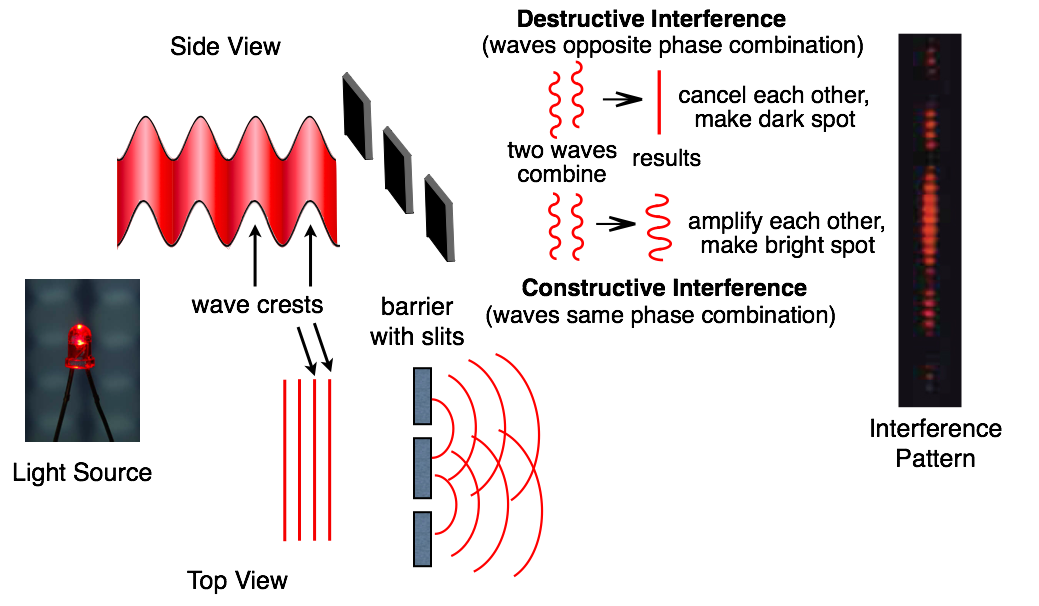 Side View
Destructive Interference
(waves opposite phase combination)
cancel each other,
make dark spot
two waves
combine
results
amplify each other,
make bright spot
Constructive Interference
(waves same phase combination)
wave crests
barrier
with slits
Light Source
Top View
Interference
Pattern